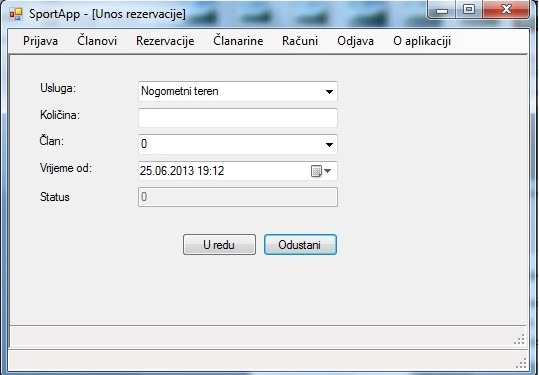 SportApp - [Unos rezervacije]
Prijava Članovi Rezervacije Članarine Računi Odjava O aplikaciji
Usluga: Nogometni teren
Količina:
Član: 0
Vrijeme od: 25.06.2013 19:12
Status 0
U redu Odustani